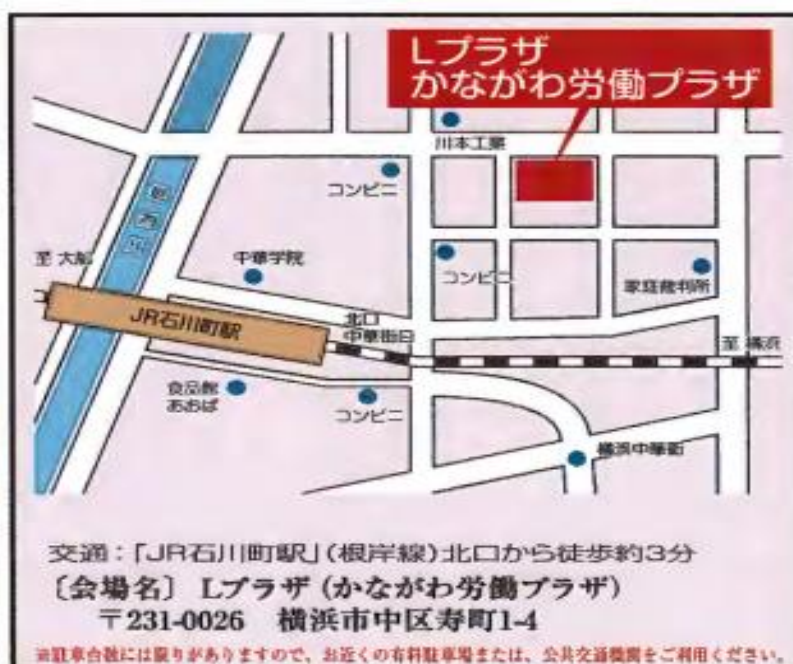 Lプラザ
かながわ労働プラザ
川本工業
コンビニ
至 大船
中華学院
コンビニ
家庭裁判所
JR石川町駅
北口
中華街口
至 横浜
食品館
あおば
コンビニ
横浜中華街
交通：「JR石川町駅」（根岸線）北口から徒歩約3分
〔会場名〕 Lプラザ（かながわ労働プラザ）
〒231-0026 横浜市中区寿町1-4
※駐車台数には限りがありますので、お近くの有料駐車場または、公共交通機関をご利用ください。